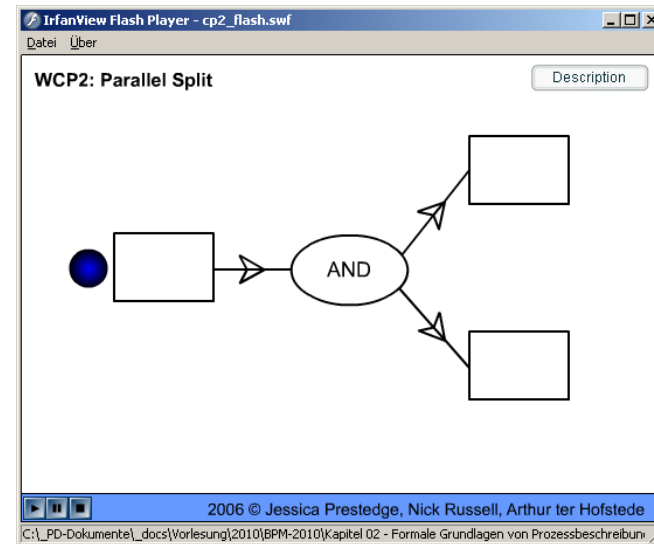 IrfanView Flash Player - cp2_flash.swf
Datei Über
WCP2: Parallel Split
Description
AND
2006 © Jessica Prestedge, Nick Russell, Arthur ter Hofstede
C:\_PD-Dokumente\_docs\Vorlesung\2010\BPM-2010\Kapitel 02 - Formale Grundlagen von